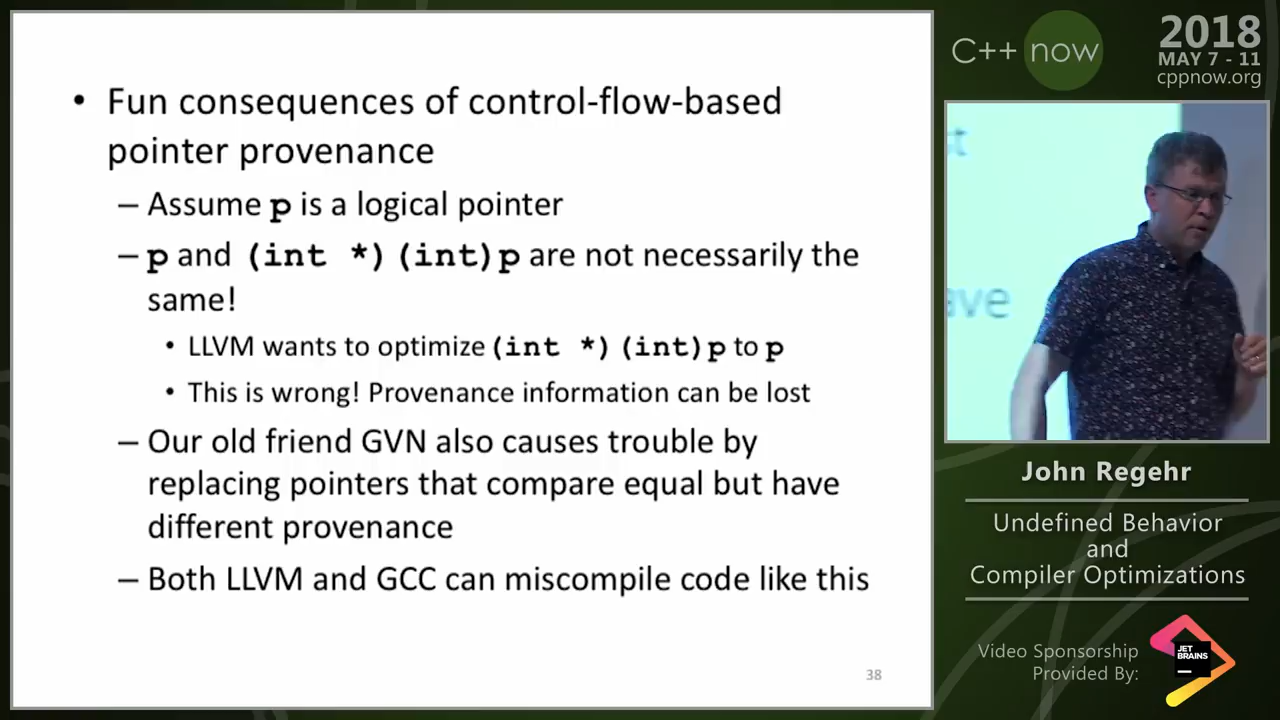 • Fun consequences of control-flow-based
pointer provenance
– Assume p is a logical pointer
– p and (int *)(int)p are not necessarily the
same!
• LLVM wants to optimize (int *)(int)p to p
• This is wrong! Provenance information can be lost
– Our old friend GVN also causes trouble by
replacing pointers that compare equal but have
different provenance
– Both LLVM and GCC can miscompile code like this
38
C++ now
2018
MAY 7 - 11
cppnow.org
John Regehr
Undefined Behavior
and
Compiler Optimizations
Video Sponsorship
Provided By:
JET
BRAINS